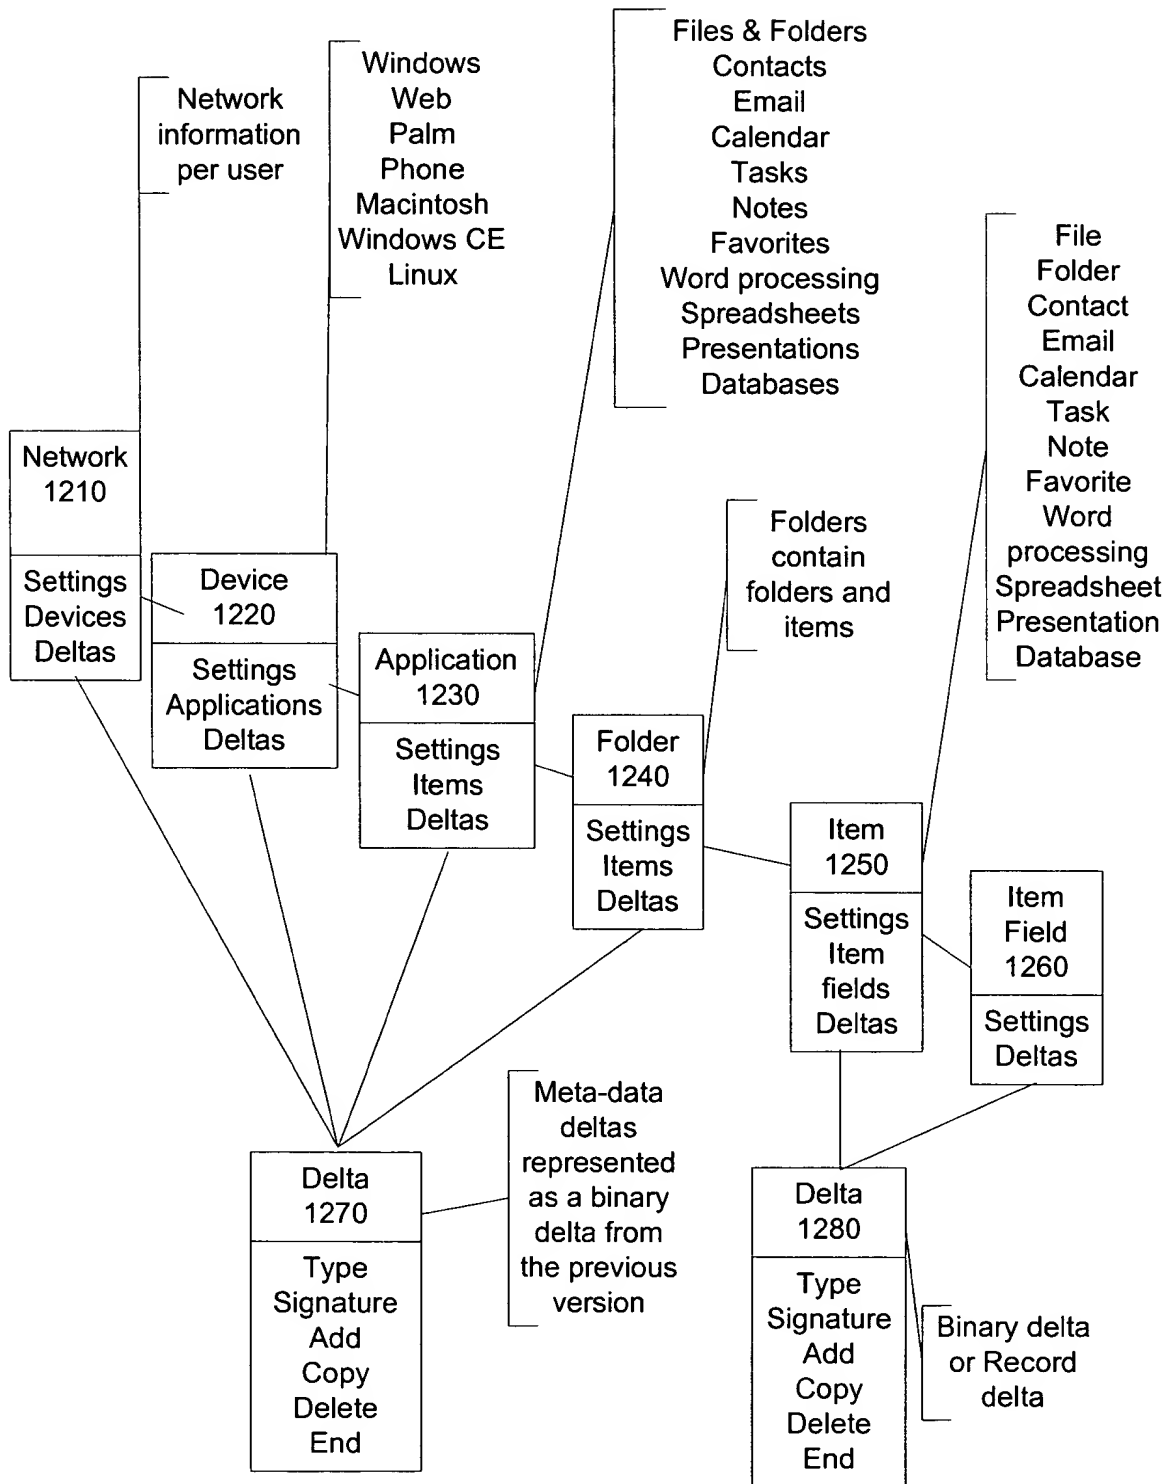 Network
information
per user
Windows
Web
Palm
Phone
Macintosh
Windows CE
Linux
Files & Folders
Contacts
Email
Calendar
Tasks
Notes
Favorites
Word processing
Spreadsheets
Presentations
Databases
File
Folder
Contact
Email
Calendar
Task
Note
Favorite
Word
processing
Spreadsheet
Presentation
Database
Folders
contain
folders and
items
Network
1210
Settings
Devices
Deltas
Device
1220
Settings
Applications
Deltas
Application
1230
Settings
Items
Deltas
Folder
1240
Settings
Items
Deltas
Item
1250
Settings
Item
fields
Deltas
Item
Field
1260
Settings
Deltas
Delta
1270
Type
Signature
Add
Copy
Delete
End
Meta-data
deltas
represented
as a binary
delta from
the previous
version
Delta
1280
Type
Signature
Add
Copy
Delete
End
Binary delta
or Record
delta